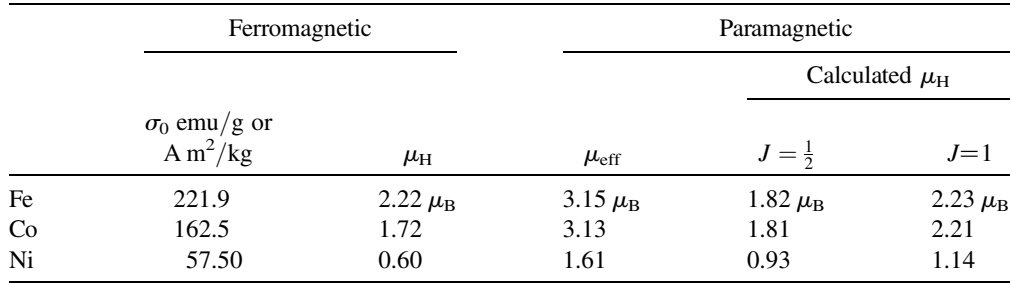 Ferromagnetic Paramagnetic
Calculated μH
σ0 emu/g or
A m²/kg μH μeff J = 1/2 J=1
Fe 221.9 2.22 μB 3.15 μB 1.82 μB 2.23 μB
Co 162.5 1.72 3.13 1.81 2.21
Ni 57.50 0.60 1.61 0.93 1.14